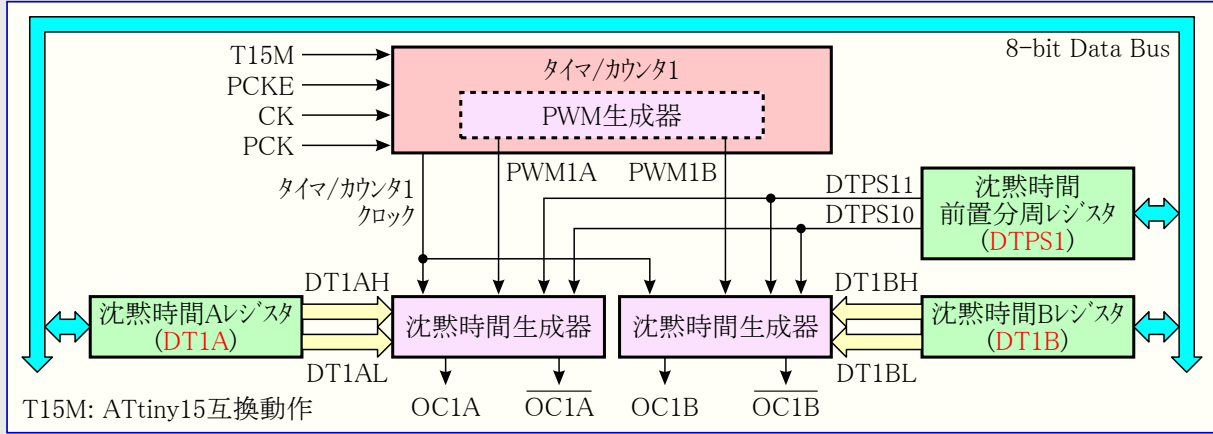 8-bit Data Bus
T15M
PCKE
CK
PCK
タイマ/カウンタ1
PWM生成器
タイマ/カウンタ1
クロック
PWM1A
PWM1B
DTPS11
DTPS10
沈黙時間
前置分周レジスタ
(DTPS1)
DT1AH
DT1BH
沈黙時間Aレジスタ
(DT1A)
沈黙時間生成器
沈黙時間生成器
沈黙時間Bレジスタ
(DT1B)
DT1AL
DT1BL
OC1A
OC1A
OC1B
OC1B
T15M: ATtiny15互換動作